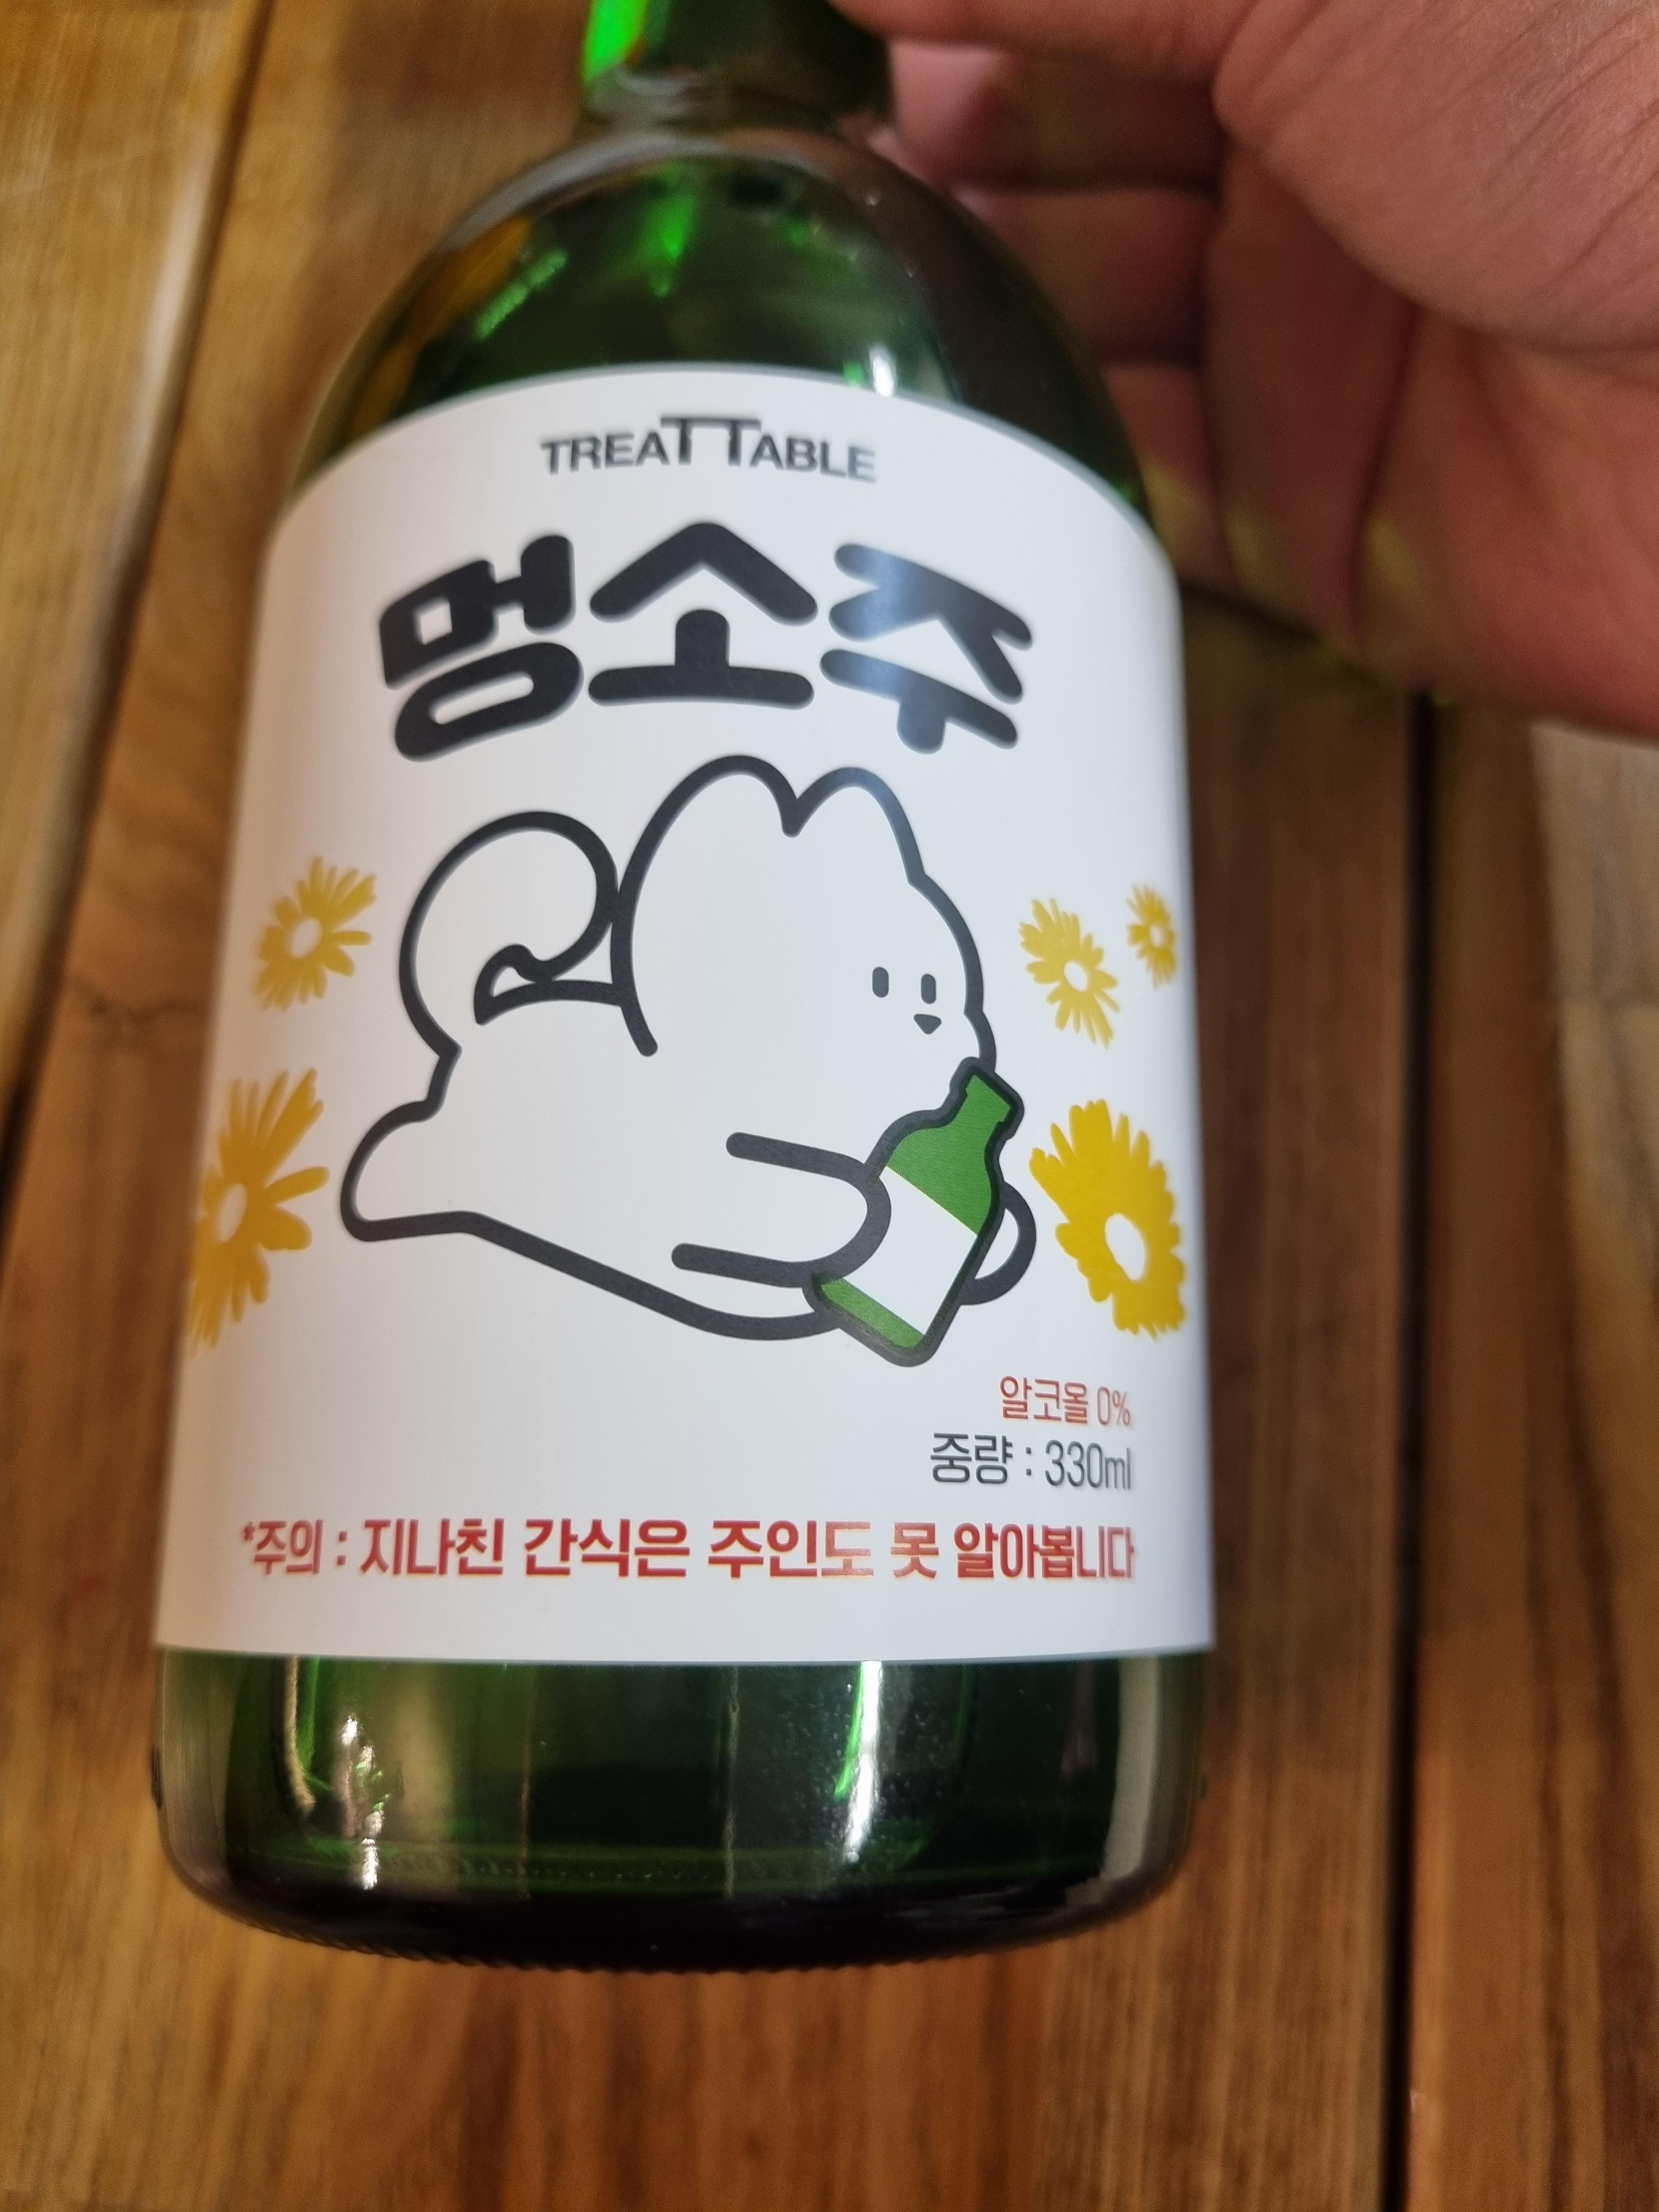 TREATTABLE
멍소주
알코올 0%
중량 : 330ml
*주의 : 지나친 간식은 주인도 못 알아봅니다